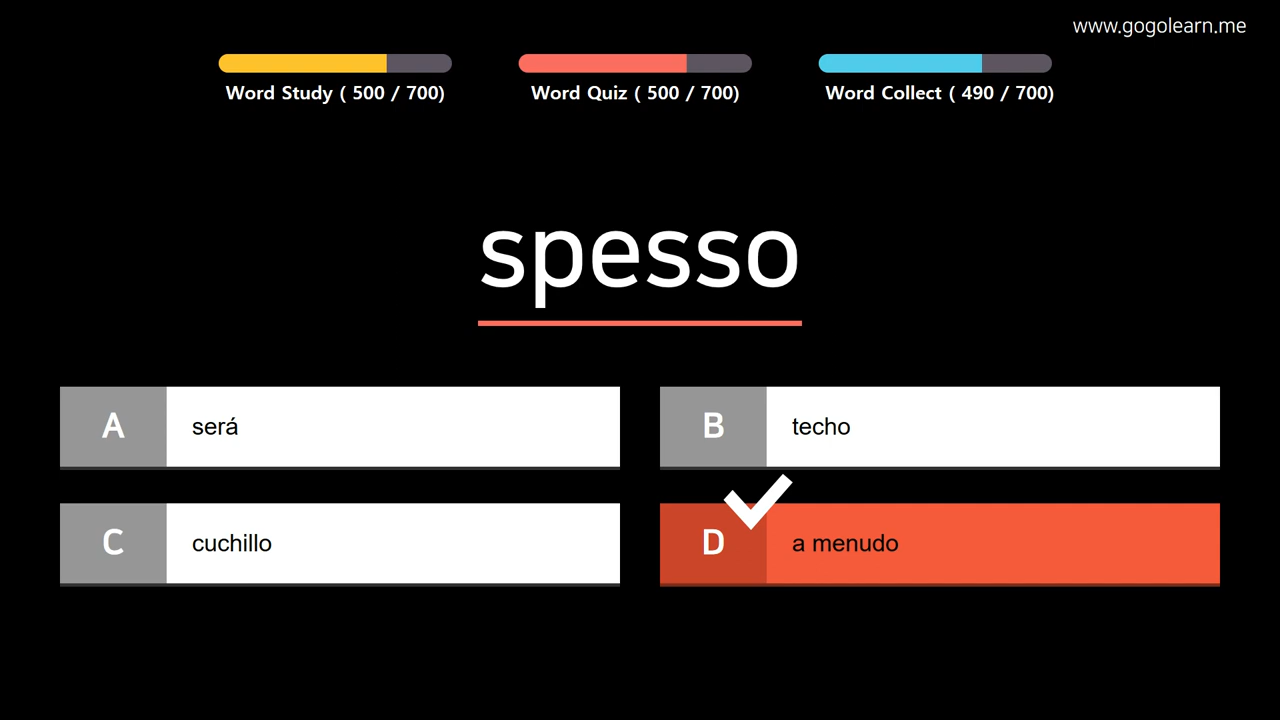 www.gogolearn.me
Word Study ( 500 / 700)
Word Quiz ( 500 / 700)
Word Collect ( 490 / 700)
spesso
A será
B techo
C cuchillo
D a menudo